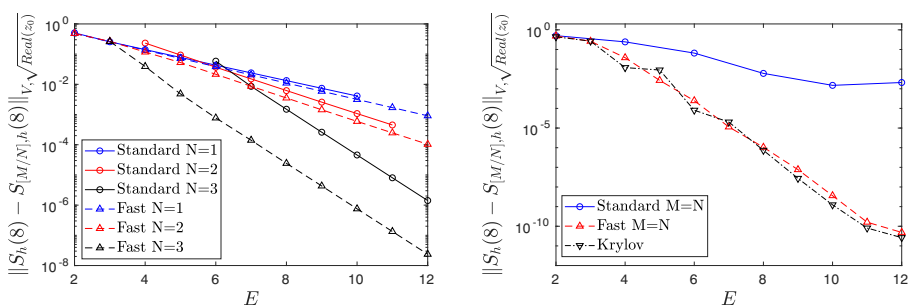 ||S_h(8) − S_{[M/N],h}(8)||_{V,√Real(z_0)}
10^0
10^{-2}
10^{-4}
10^{-6}
10^{-8}
Standard N=1
Standard N=2
Standard N=3
Fast N=1
Fast N=2
Fast N=3
2 4 6 8 10 12
E
||S_h(8) − S_{[M/N],h}(8)||_{V,√Real(z_0)}
10^0
10^{-5}
10^{-10}
Standard M=N
Fast M=N
Krylov
2 4 6 8 10 12
E